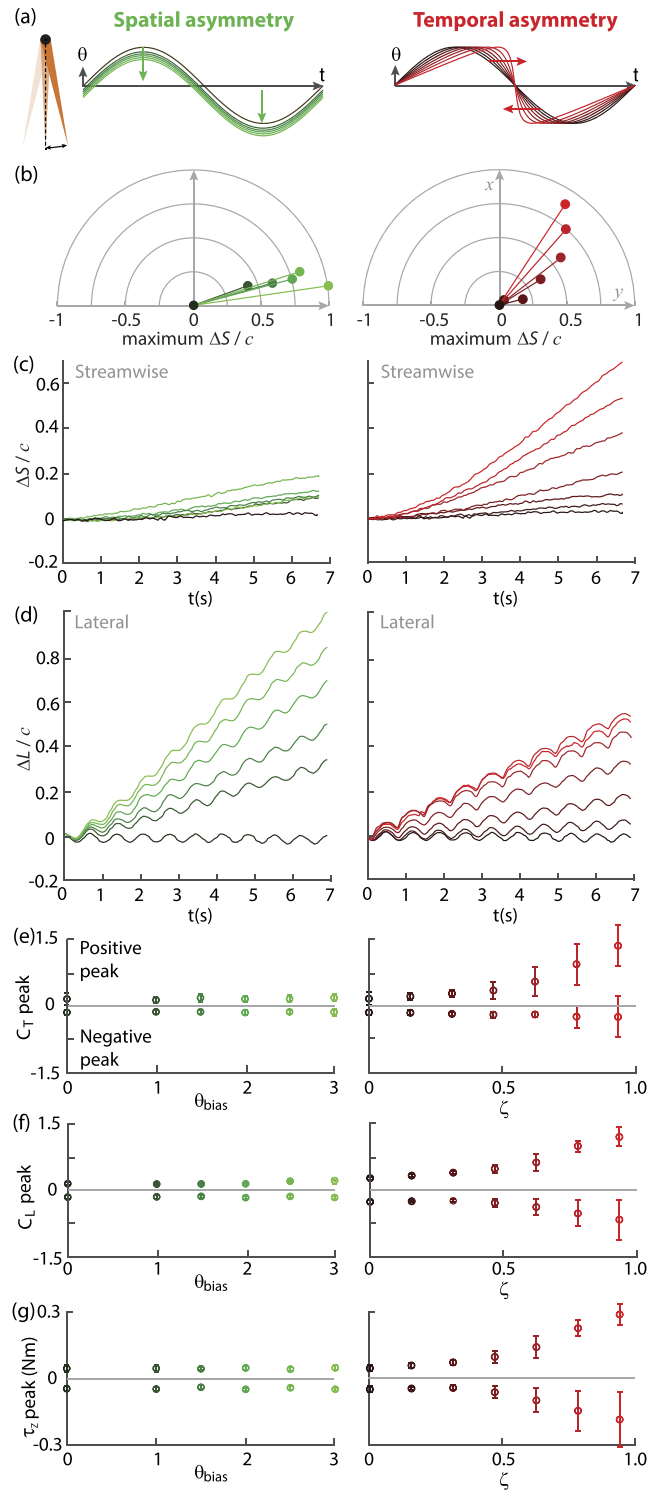 (a) Spatial asymmetry Temporal asymmetry
θ t θ t
(b)
x
y
-1 -0.5 0 0.5 1 -1 -0.5 0 0.5 1
maximum ΔS / c maximum ΔS / c
(c) Streamwise Streamwise
0.6
0.4
ΔS / c
0.2
0
-0.2
0 1 2 3 4 5 6 7 0 1 2 3 4 5 6 7
t(s) t(s)
(d) Lateral Lateral
0.8
0.6
ΔL / c
0.4
0.2
0
-0.2
0 1 2 3 4 5 6 7 0 1 2 3 4 5 6 7
t(s) t(s)
(e) 1.5
Positive
peak
C_T peak
0
Negative
peak
-1.5
0 1 2 3 0 0.5 1.0
θ_bias ζ
(f) 1.5
C_L peak
0
-1.5
0 1 2 3 0 0.5 1.0
θ_bias ζ
(g) 0.3
τ_z peak (Nm)
0
-0.3
0 1 2 3 0 0.5 1.0
θ_bias ζ